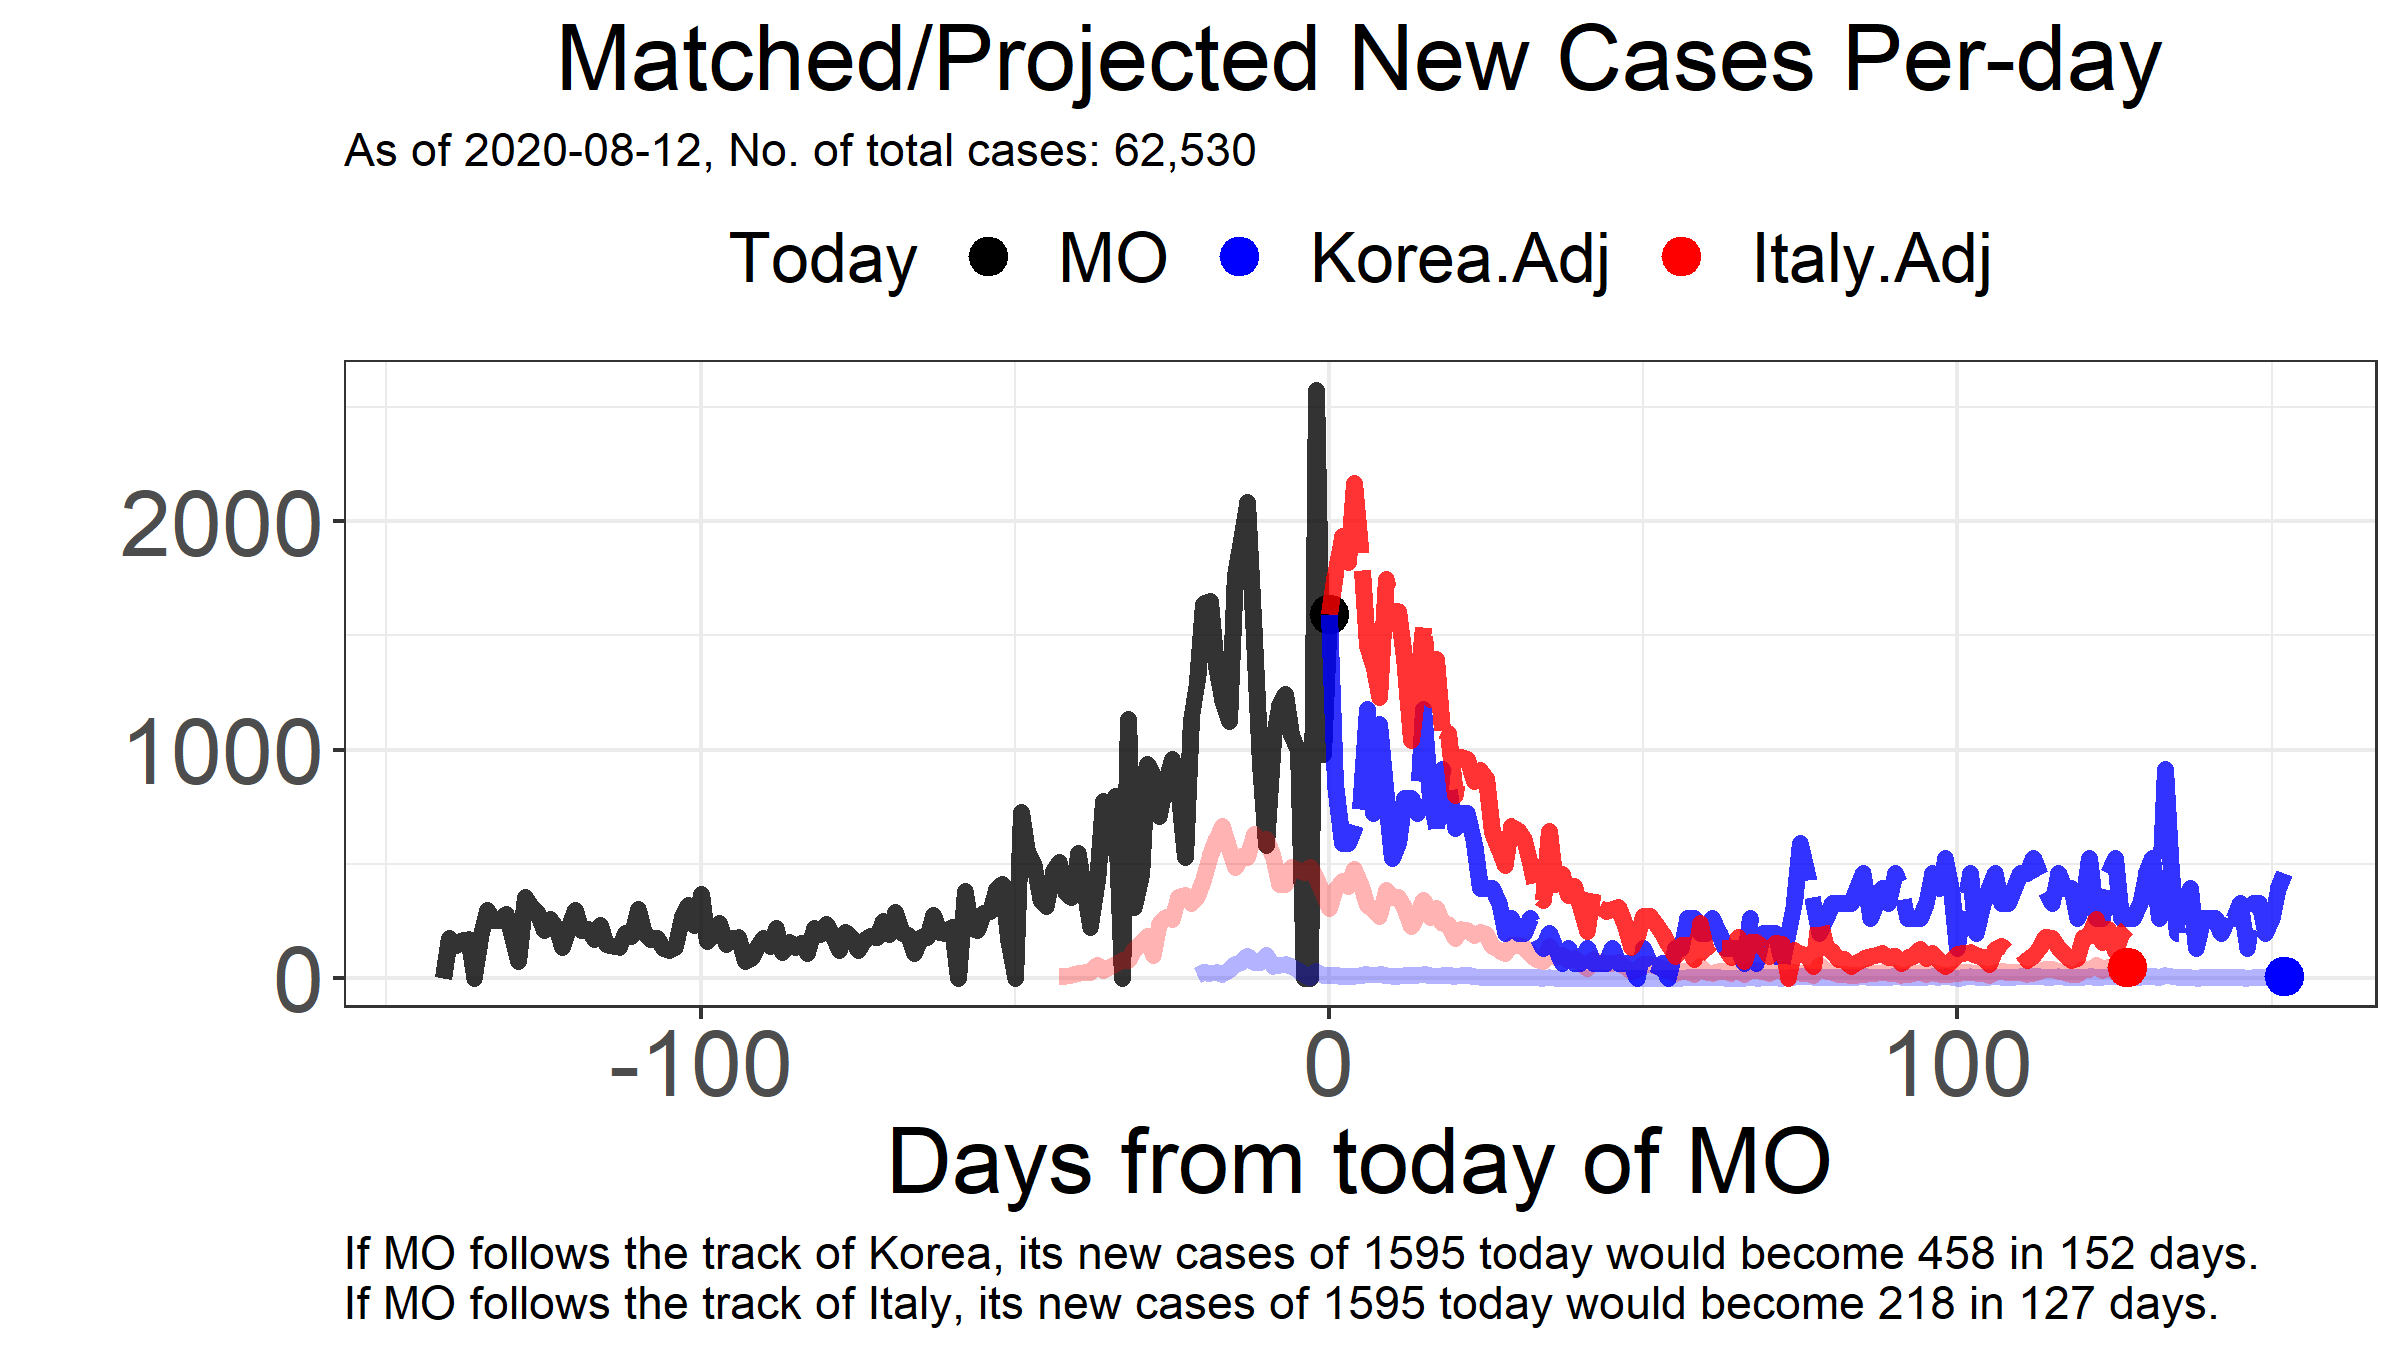 Matched/Projected New Cases Per-day
As of 2020-08-12, No. of total cases: 62,530
Today MO Korea.Adj Italy.Adj
2000
1000
0
-100 0 100
Days from today of MO
If MO follows the track of Korea, its new cases of 1595 today would become 458 in 152 days.
If MO follows the track of Italy, its new cases of 1595 today would become 218 in 127 days.